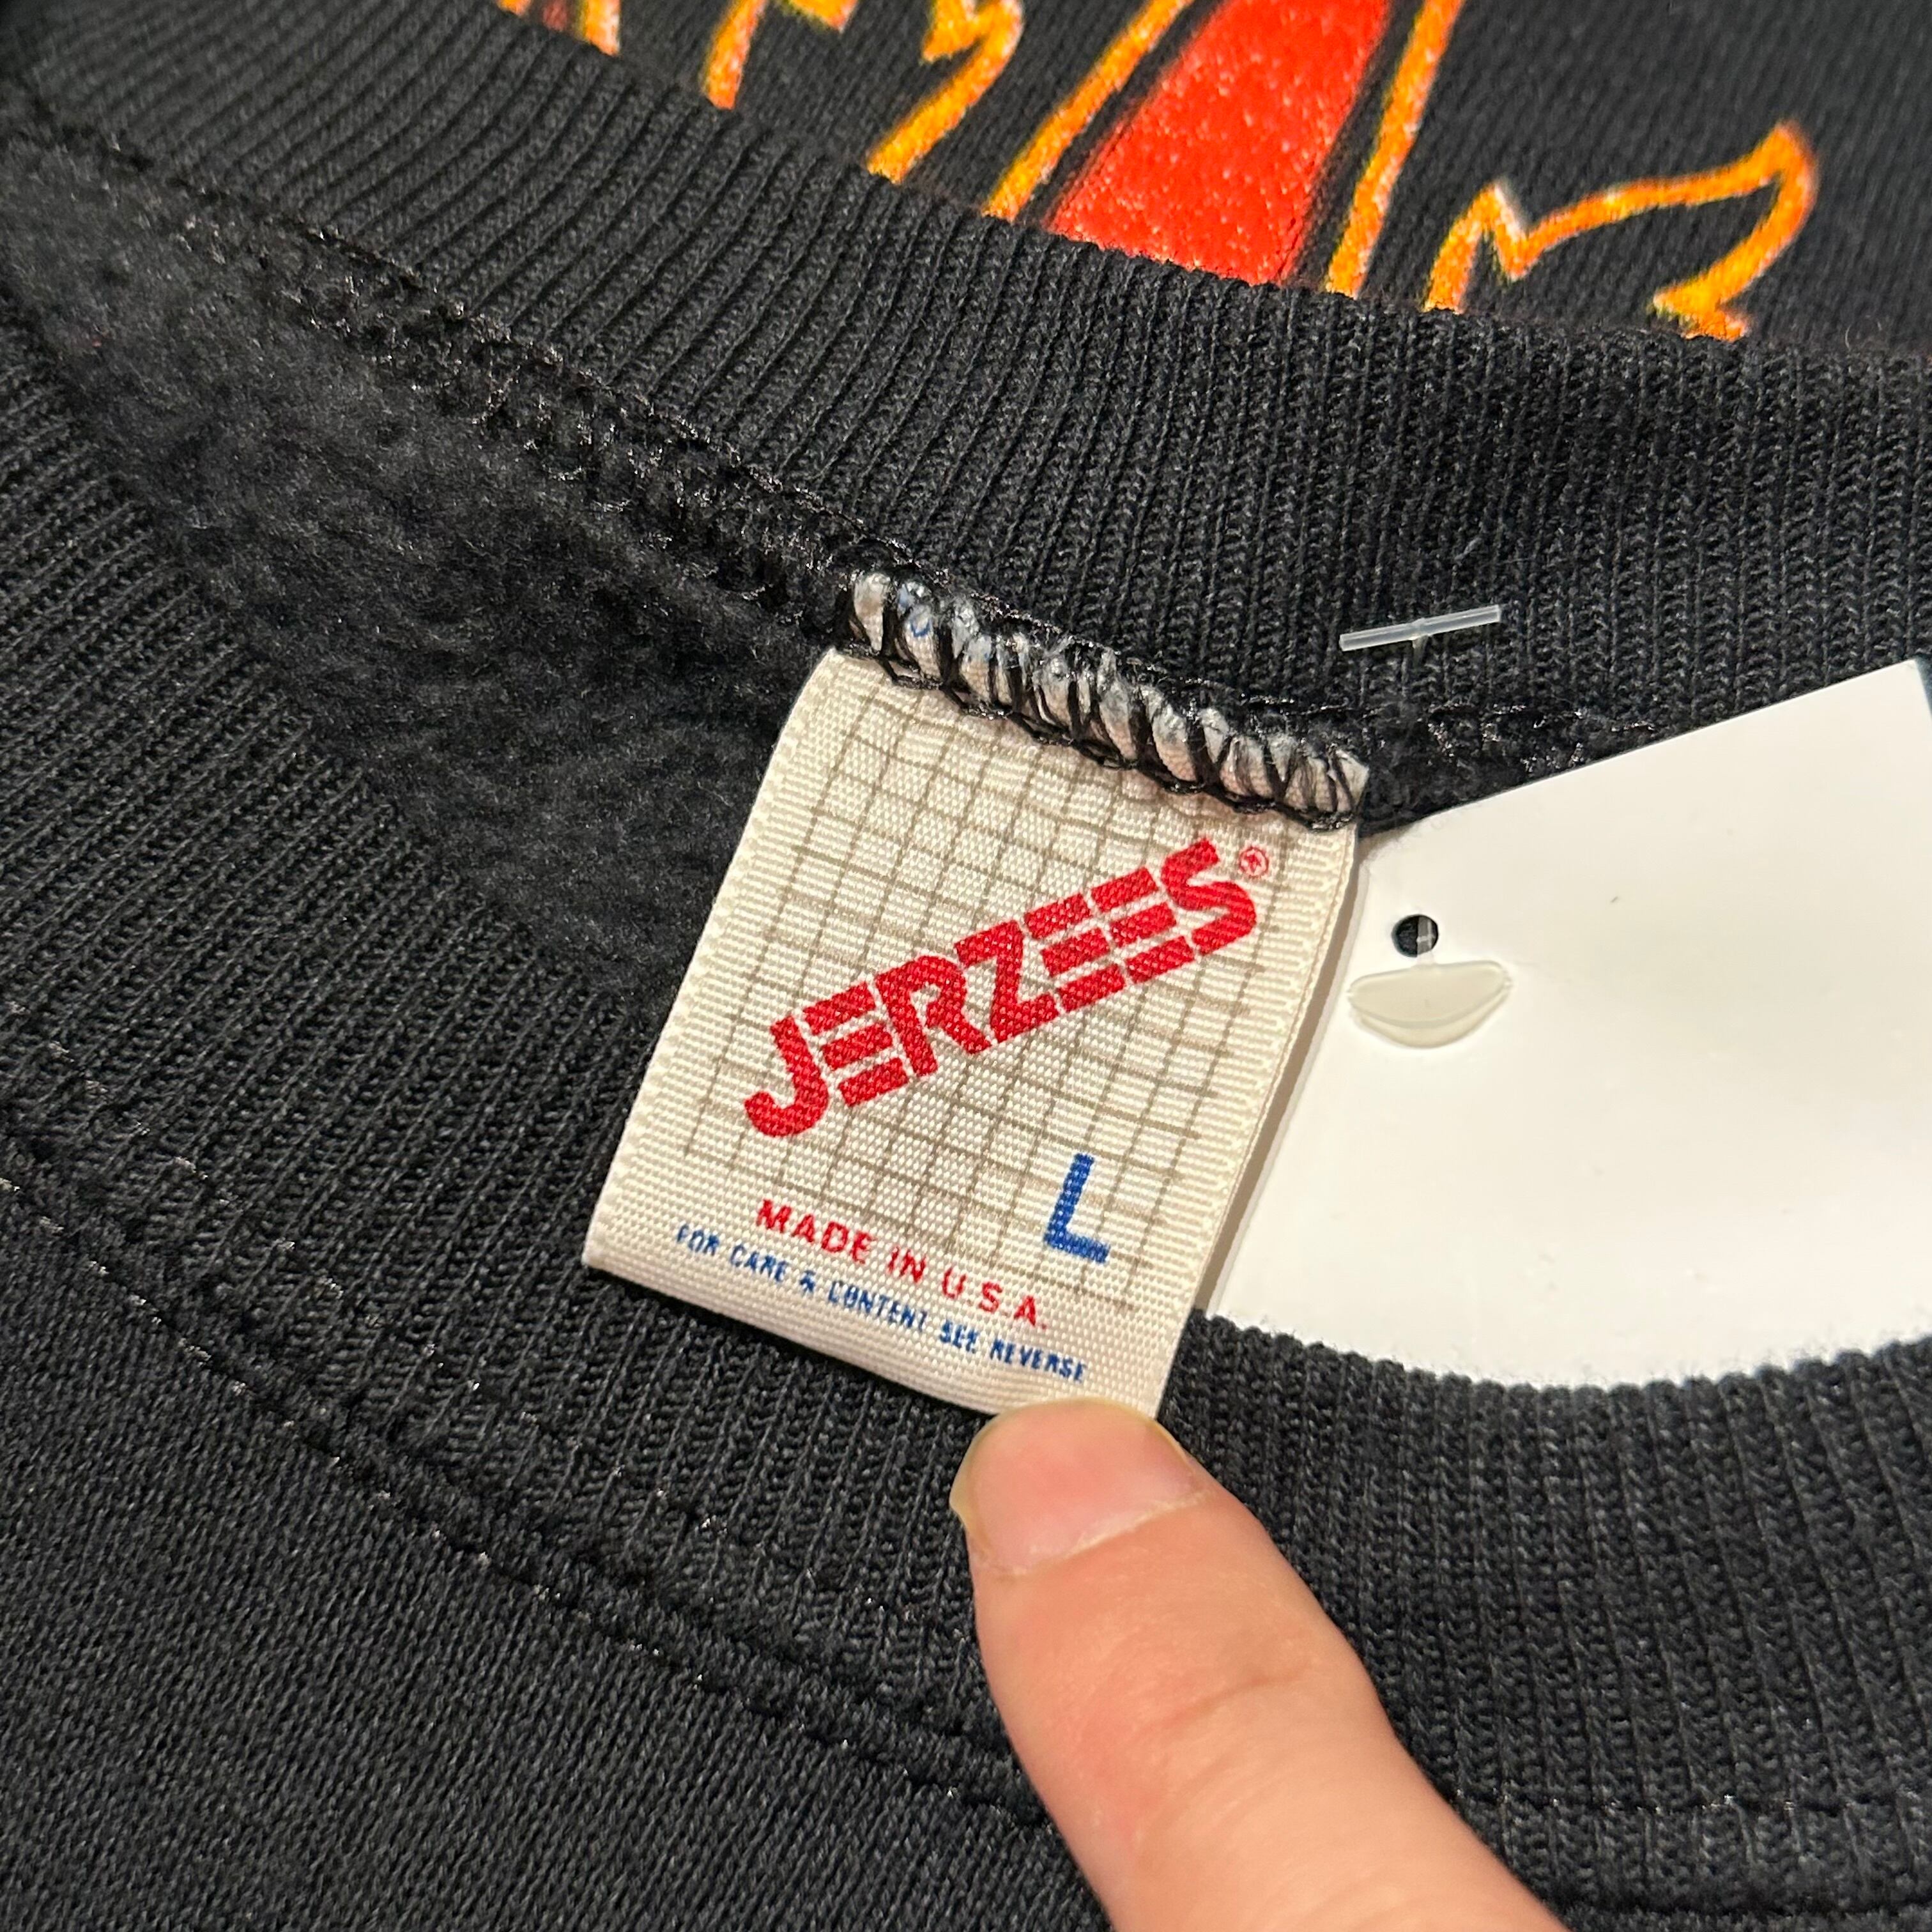 JERZEES®
L
MADE IN U.S.A.
FOR CARE & CONTENT SEE REVERSE